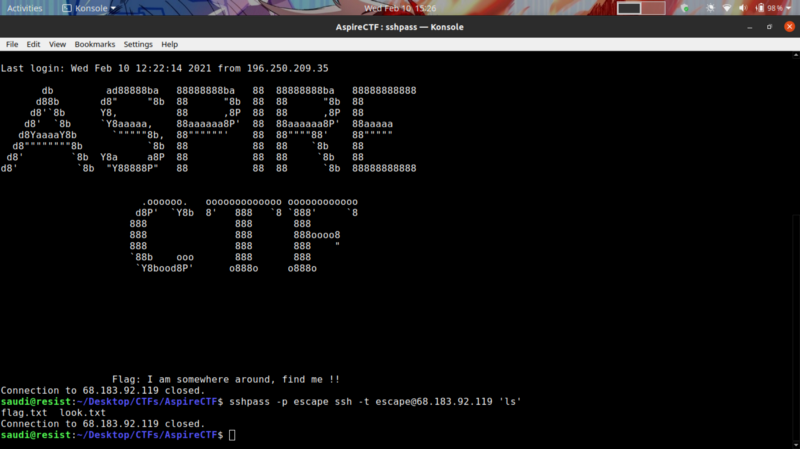 Activities Konsole Wed Feb 10, 15:26 98%
AspireCTF : sshpass — Konsole
File Edit View Bookmarks Settings Help
Last login: Wed Feb 10 12:22:14 2021 from 196.250.209.35
        db         ad88888ba   88888888ba   88  88888888ba   88888888888
       d88b       d8"     "8b  88      "8b  88  88      "8b  88
      d8'`8b      Y8,          88      ,8P  88  88      ,8P  88
     d8'  `8b     `Y8aaaaa,    88aaaaaa8P'  88  88aaaaaa8P'  88aaaaa
    d8YaaaaY8b      `"""""8b,  88""""""'    88  88""""88'    88"""""
   d8""""""""8b           `8b  88           88  88    `8b    88
  d8'        `8b  Y8a     a8P  88           88  88     `8b   88
 d8'          `8b  "Y88888P"   88           88  88      `8b  88888888888
 .oooooo.   ooooooooooooo oooooooooooo
 d8P'  `Y8b  8'   888   `8 `888'     `8
888               888       888
888               888       888oooo8
888               888       888    "
`88b    ooo       888       888
 `Y8bood8P'      o888o     o888o
Flag: I am somewhere around, find me !!
Connection to 68.183.92.119 closed.
saudi@resist:~/Desktop/CTFs/AspireCTF$ sshpass -p escape ssh -t escape@68.183.92.119 'ls'
flag.txt  look.txt
Connection to 68.183.92.119 closed.
saudi@resist:~/Desktop/CTFs/AspireCTF$